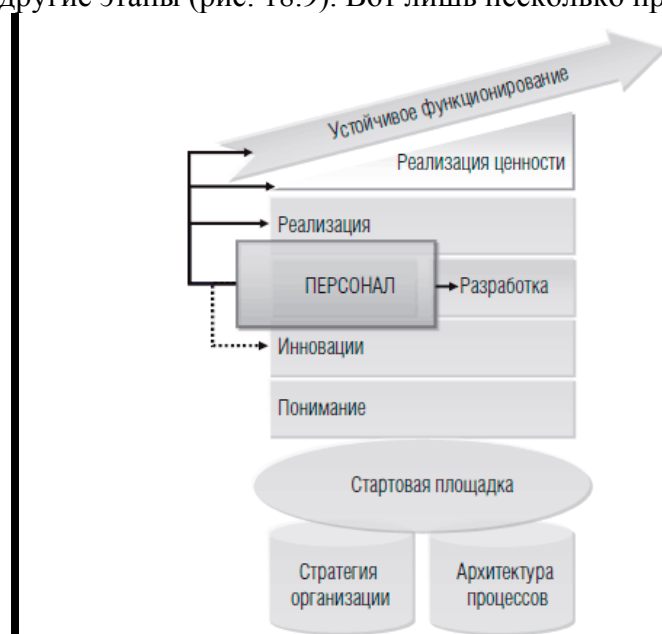 другие этапы (рис. 18.9). Вот лишь несколько пр
Устойчивое функционирование
Реализация ценности
Реализация
ПЕРСОНАЛ
Разработка
Инновации
Понимание
Стартовая площадка
Стратегия
организации
Архитектура
процессов